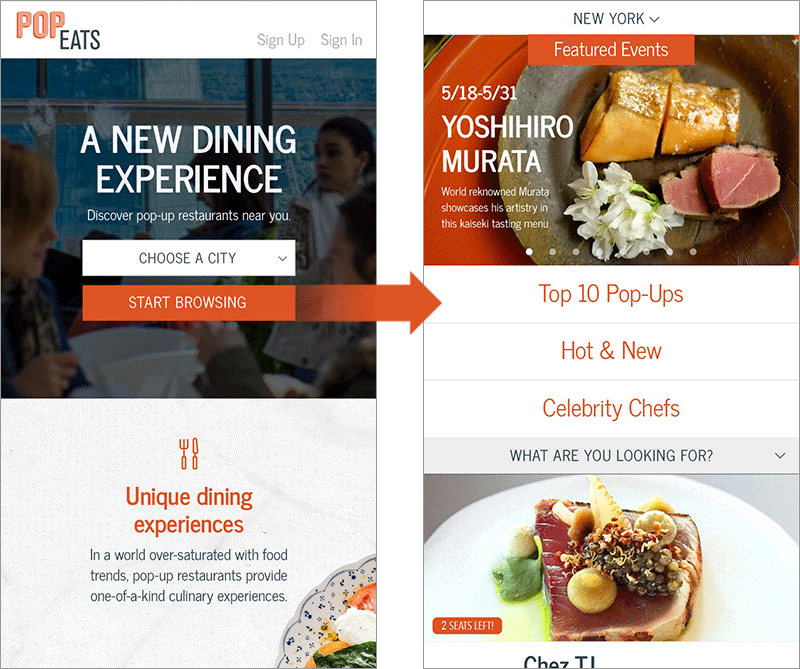 POP
EATS
Sign Up Sign In
A NEW DINING
EXPERIENCE
Discover pop-up restaurants near you.
CHOOSE A CITY
START BROWSING
Unique dining
experiences
In a world over-saturated with food
trends, pop-up restaurants provide
one-of-a-kind culinary experiences.
NEW YORK
Featured Events
5/18-5/31
YOSHIHIRO
MURATA
World reknowned Murata
showcases his artistry in
this kaiseki tasting menu
Top 10 Pop-Ups
Hot & New
Celebrity Chefs
WHAT ARE YOU LOOKING FOR?
2 SEATS LEFT!
Chez TJ